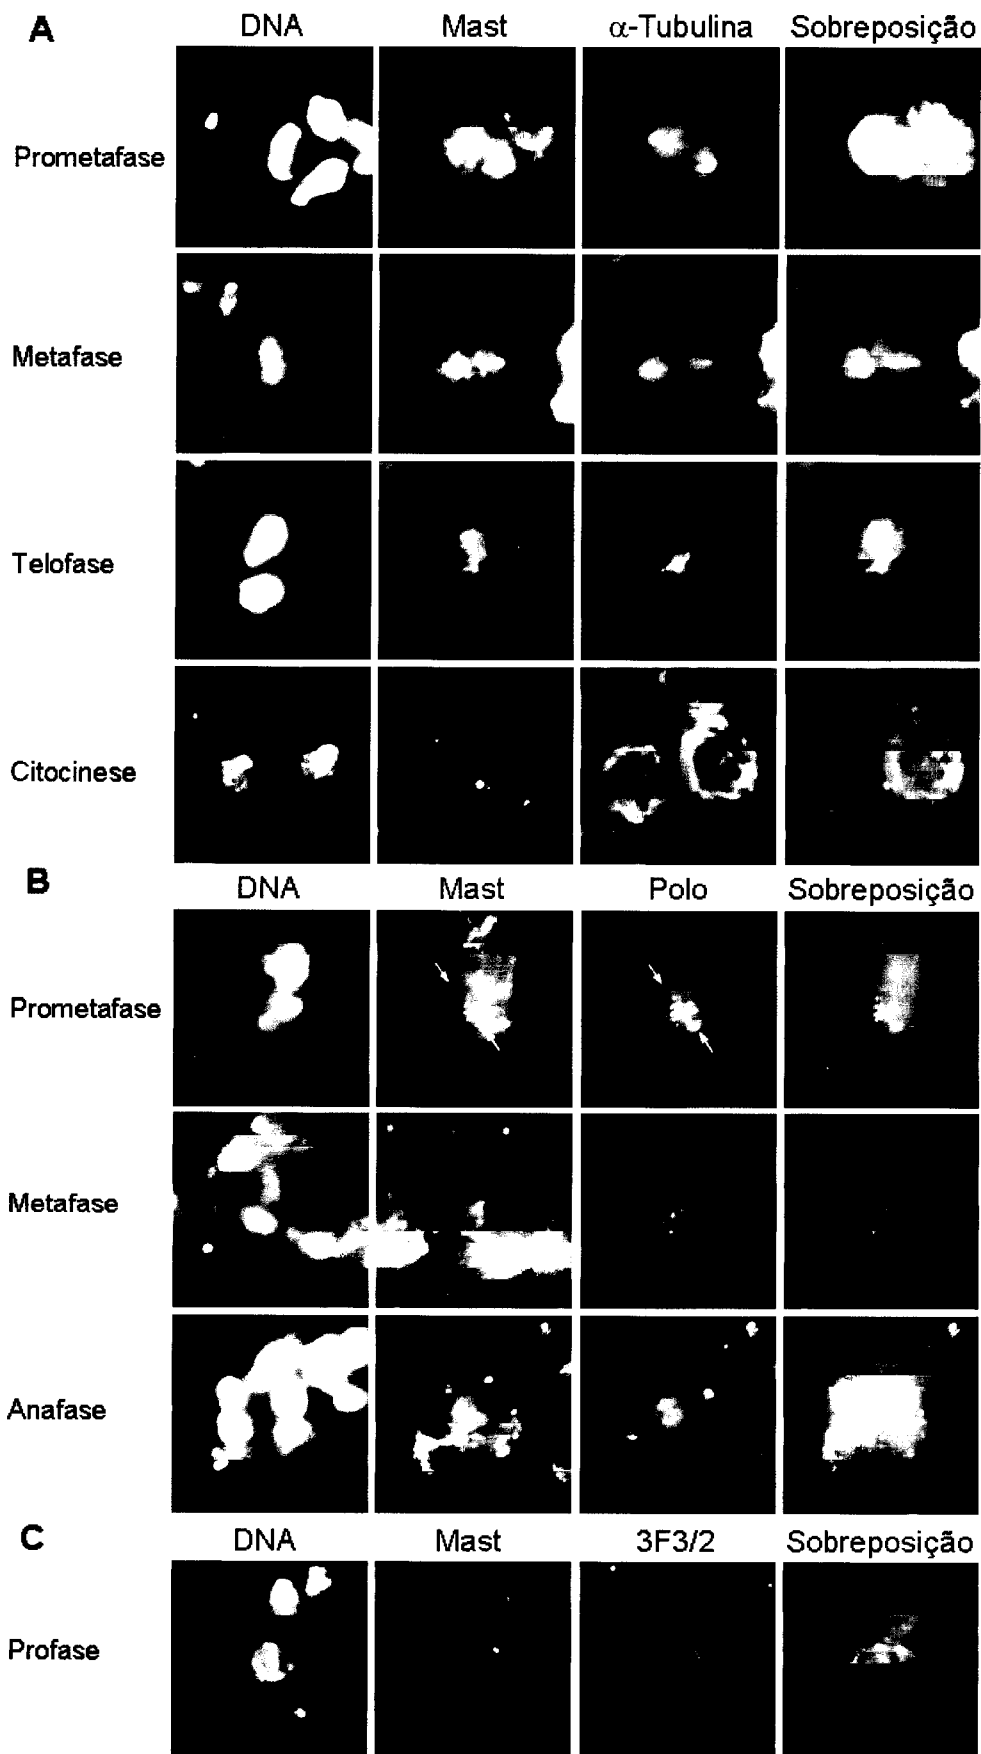 A
DNA Mast α-Tubulina Sobreposição
Prometafase
Metafase
Telofase
Citocinese
B
DNA Mast Polo Sobreposição
Prometafase
Metafase
Anafase
C
DNA Mast 3F3/2 Sobreposição
Profase